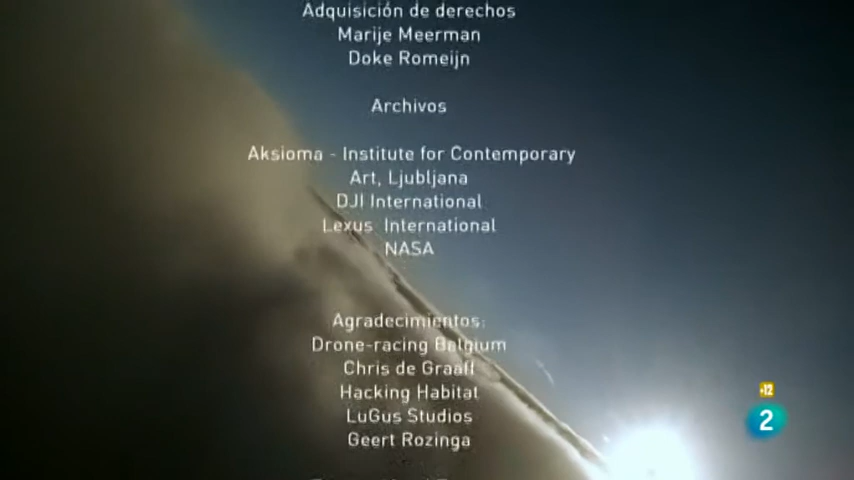 Adquisición de derechos
Marije Meerman
Doke Romeijn
Archivos
Aksioma - Institute for Contemporary
Art, Ljubljana
DJI International
Lexus International
NASA
Agradecimientos:
Drone-racing Belgium
Chris de Graaff
Hacking Habitat
LuGus Studios
Geert Rozinga
+12
2